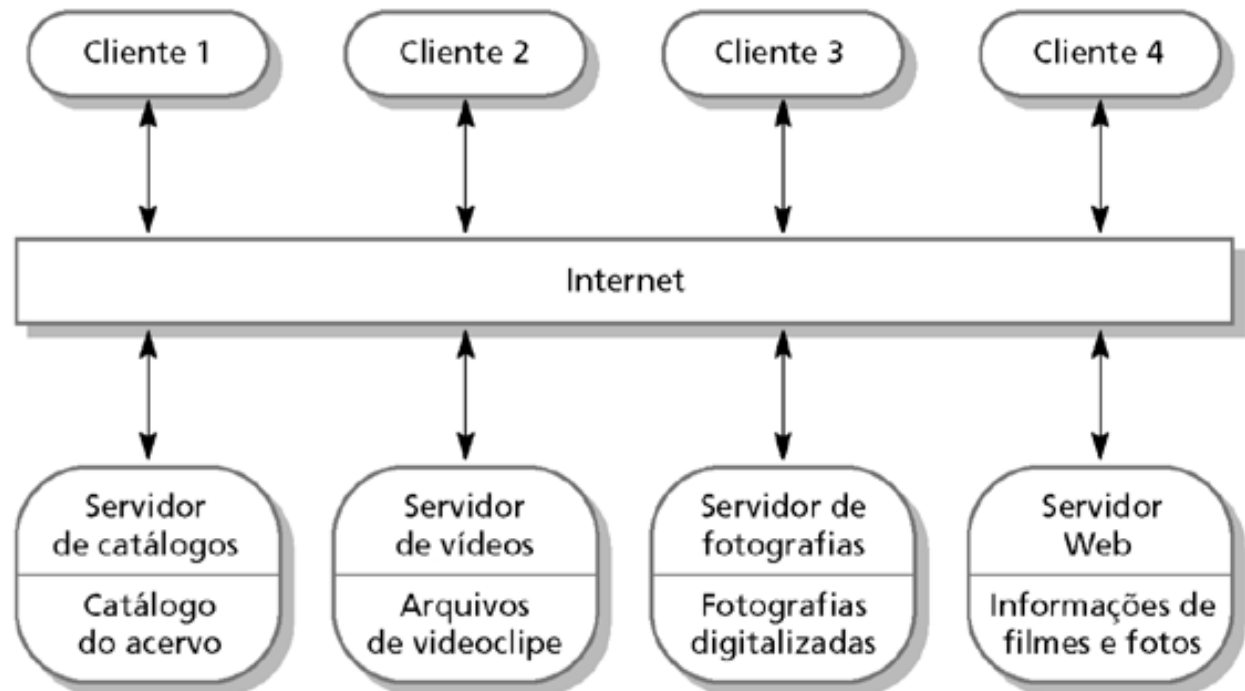 Cliente 1
Cliente 2
Cliente 3
Cliente 4
Internet
Servidor
de catálogos
Catálogo
do acervo
Servidor
de vídeos
Arquivos
de videoclipe
Servidor de
fotografias
Fotografias
digitalizadas
Servidor
Web
Informações de
filmes e fotos